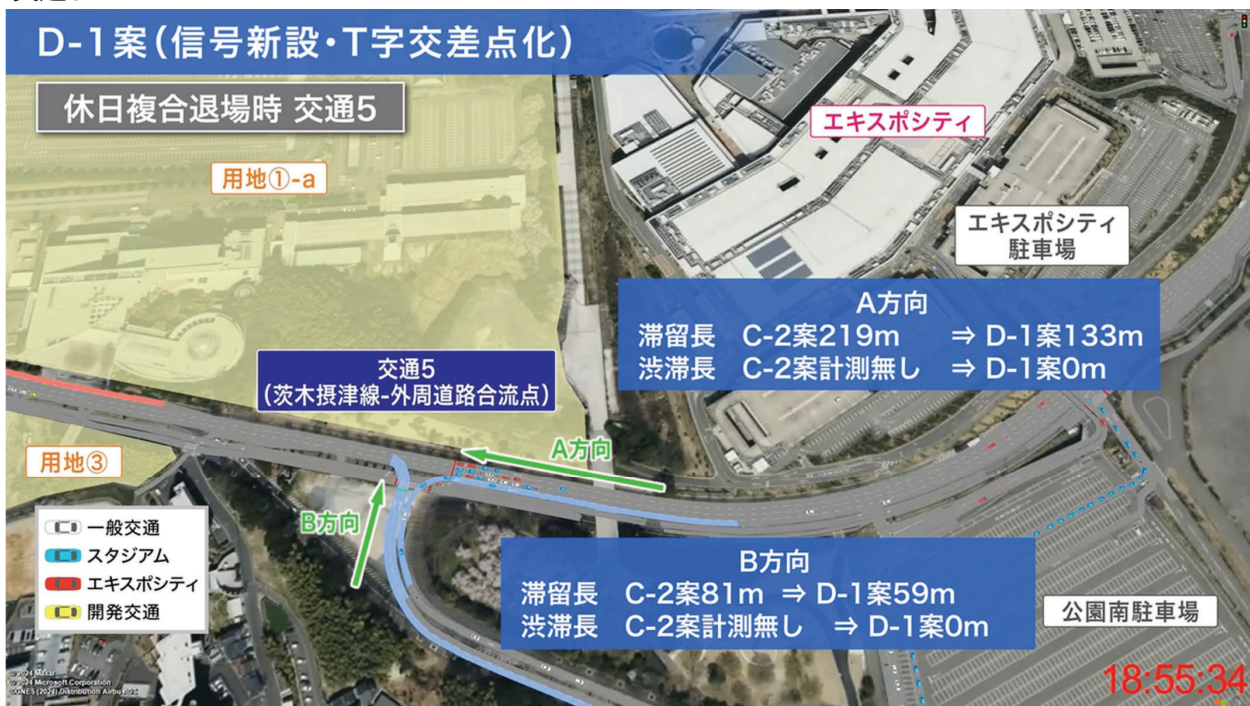 D-1案（信号新設・T字交差点化）
休日複合退場時 交通5
エキスポシティ
用地①-a
エキスポシティ
駐車場
A方向
滞留長 C-2案219m ⇒ D-1案133m
渋滞長 C-2案計測無し ⇒ D-1案0m
交通5
（茨木摂津線-外周道路合流点）
A方向
用地③
B方向
一般交通
スタジアム
エキスポシティ
開発交通
B方向
滞留長 C-2案81m ⇒ D-1案59m
渋滞長 C-2案計測無し ⇒ D-1案0m
公園南駐車場
©2024 Microsoft Corporation
18:55:34